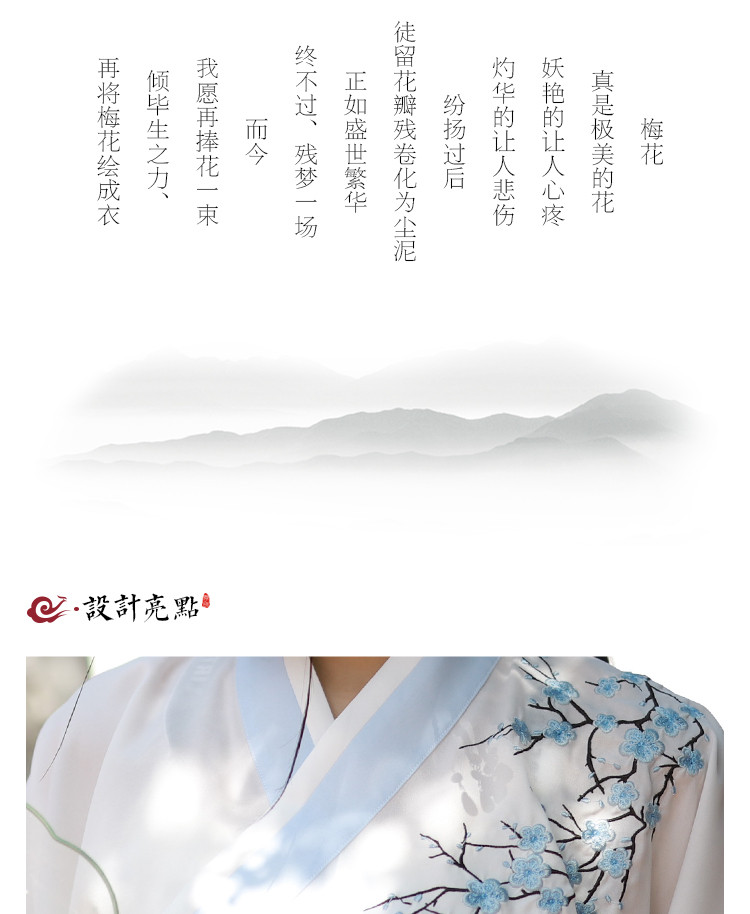 梅花
真是极美的花
妖艳的让人心疼
灼华的让人悲伤
纷扬过后
徒留花瓣残卷化为尘泥
正如盛世繁华
终不过、残梦一场
而今
我愿再捧花一束
倾毕生之力、
再将梅花绘成衣
·設計亮點